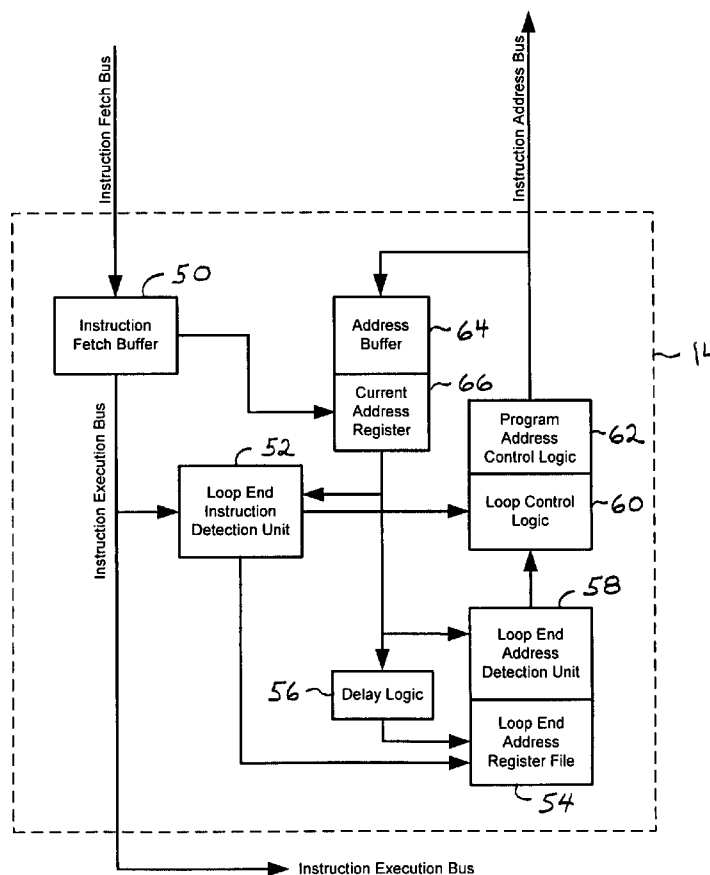 Instruction Fetch Bus
Instruction Address Bus
50
Instruction
Fetch Buffer
Address
Buffer
64
14
Current
Address
Register
66
Program
Address
Control Logic
62
Instruction Execution Bus
52
Loop End
Instruction
Detection Unit
Loop Control
Logic
60
58
Loop End
Address
Detection Unit
56
Delay Logic
Loop End
Address
Register File
54
Instruction Execution Bus